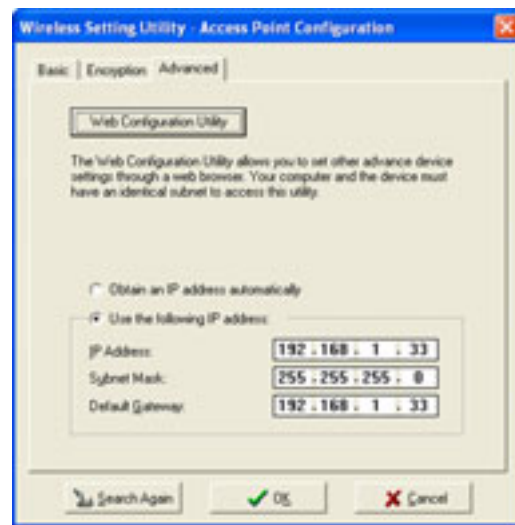 Wireless Setting Utility - Access Point Configuration
Basic
Encryption
Advanced
Web Configuration Utility
The Web Configuration Utility allows you to set other advance device
settings through a web browser. Your computer and the device must
have an identical subnet to access this utility.
Obtain an IP address automatically
Use the following IP address:
IP Address: 192 . 168 . 1 . 33
Subnet Mask: 255 . 255 . 255 . 0
Default Gateway: 192 . 168 . 1 . 33
Search Again
OK
Cancel